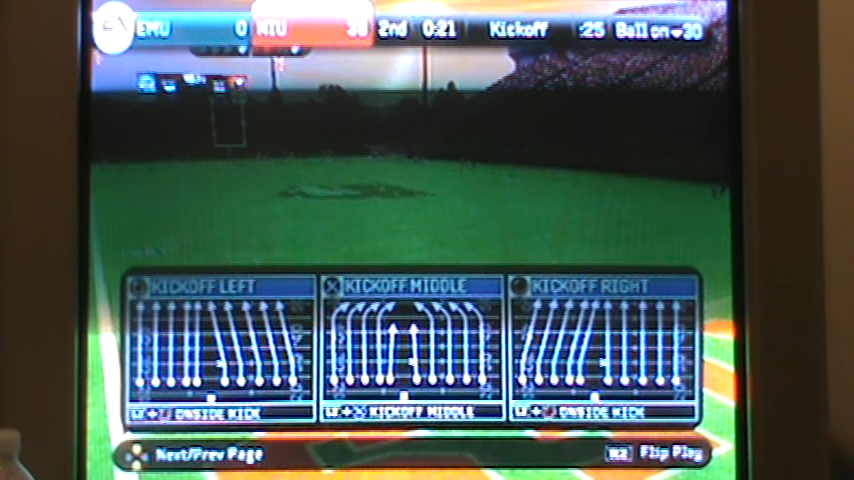 EMU 0 NIU 2nd 0:21 Kickoff :25 Ball on 30
KICKOFF LEFT KICKOFF MIDDLE KICKOFF RIGHT
ONSIDE KICK KICKOFF MIDDLE ONSIDE KICK
Next/Prev Page R2 Flip Play